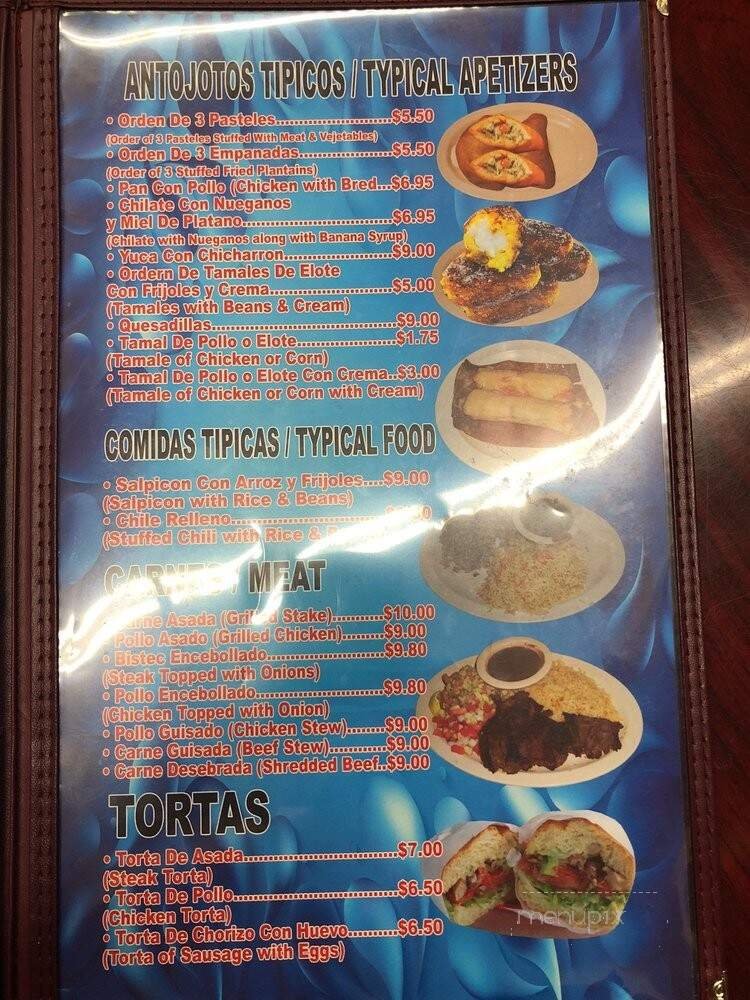 ANTOJOTOS TIPICOS / TYPICAL APETIZERS
• Orden De 3 Pasteles..............................$5.50
(Order of 3 Pasteles Stuffed With Meat & Vejetables)
• Orden De 3 Empanadas........................$5.50
(Order of 3 Stuffed Fried Plantains)
• Pan Con Pollo (Chicken with Bred...$6.95
• Chilate Con Nueganos
y Miel De Platano..............................$6.95
(Chilate with Nueganos along with Banana Syrup)
• Yuca Con Chicharron.........................$9.00
• Ordern De Tamales De Elote
Con Frijoles y Crema.........................$5.00
(Tamales with Beans & Cream)
• Quesadillas........................................$9.00
• Tamal De Pollo o Elote.....................$1.75
(Tamale of Chicken or Corn)
• Tamal De Pollo o Elote Con Crema..$3.00
(Tamale of Chicken or Corn with Cream)
COMIDAS TIPICAS / TYPICAL FOOD
• Salpicon Con Arroz y Frijoles....$9.00
(Salpicon with Rice & Beans)
• Chile Relleno..............................
(Stuffed Chili with Rice &
CARNES / MEAT
Carne Asada (Grilled Stake)..........$10.00
• Pollo Asado (Grilled Chicken)........$9.00
• Bistec Encebollado......................$9.80
(Steak Topped with Onions)
• Pollo Encebollado........................$9.80
(Chicken Topped with Onion)
• Pollo Guisado (Chicken Stew).......$9.00
• Carne Guisada (Beef Stew)...........$9.00
• Carne Desebrada (Shredded Beef..$9.00
TORTAS
• Torta De Asada............................$7.00
(Steak Torta)
• Torta De Pollo..............................$6.50
(Chicken Torta)
• Torta De Chorizo Con Huevo.........$6.50
(Torta of Sausage with Eggs)
menupix